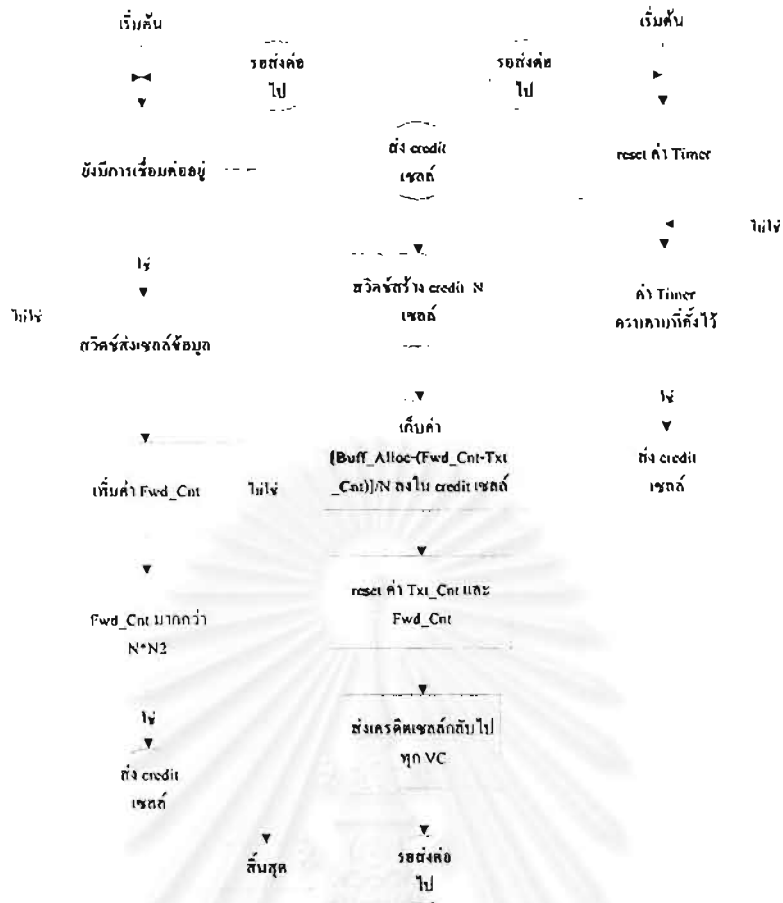 เริ่มต้น
ยังมีการเชื่อมต่ออยู่
ใช่
ไม่ใช่
สวิตช์ส่งเซลล์ข้อมูล
เพิ่มค่า Fwd_Cnt
ไม่ใช่
Fwd_Cnt มากกว่า
N*N2
ใช่
ส่ง credit
เซลล์
สิ้นสุด
รอส่งต่อ
ไป
รอส่งต่อ
ไป
ส่ง credit
เซลล์
สวิตช์สร้าง credit N
เซลล์
เก็บค่า
[Buff_Alloc-(Fwd_Cnt-Txt
_Cnt)]/N ลงใน credit เซลล์
reset ค่า Txt_Cnt และ
Fwd_Cnt
ส่งเครดิตเซลล์กลับไป
ทุก VC
รอส่งต่อ
ไป
เริ่มต้น
reset ค่า Timer
ไม่ใช่
ค่า Timer
ครบตามที่ตั้งไว้
ใช่
ส่ง credit
เซลล์